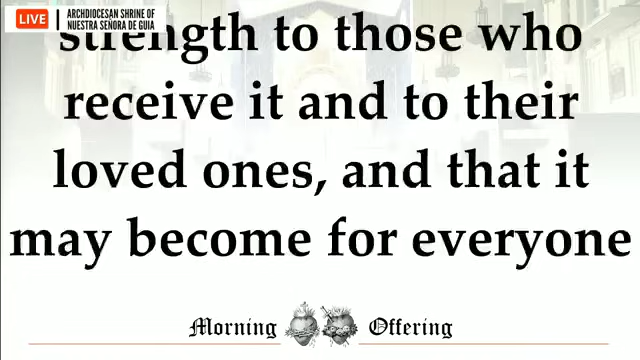 LIVE
ARCHDIOCESAN SHRINE OF
NUESTRA SEÑORA DE GUIA
strength to those who
receive it and to their
loved ones, and that it
may become for everyone
Morning Offering